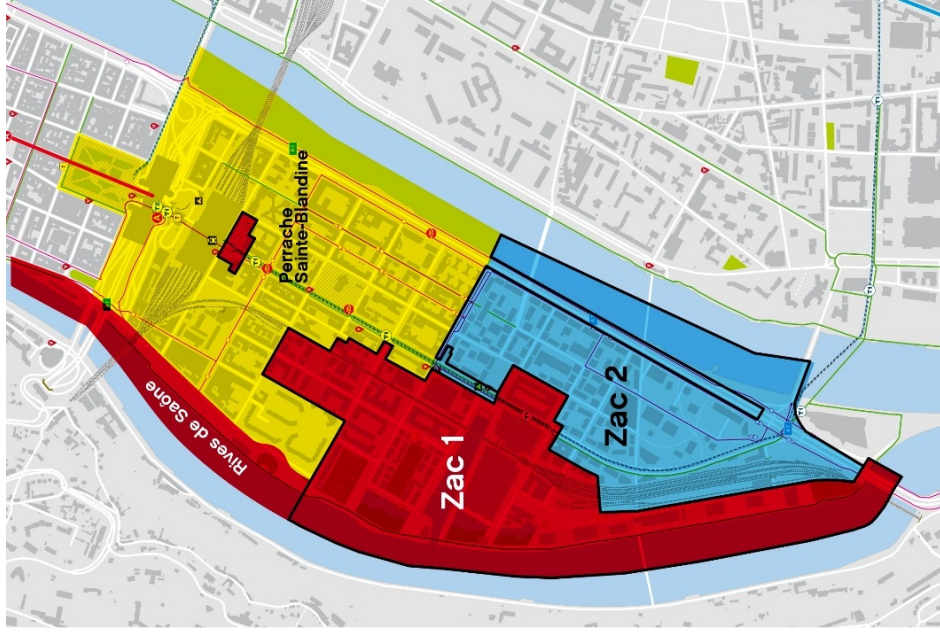 Perrache
Sainte-Blandine
Rives de Saône
Zac 1
Zac 2
A